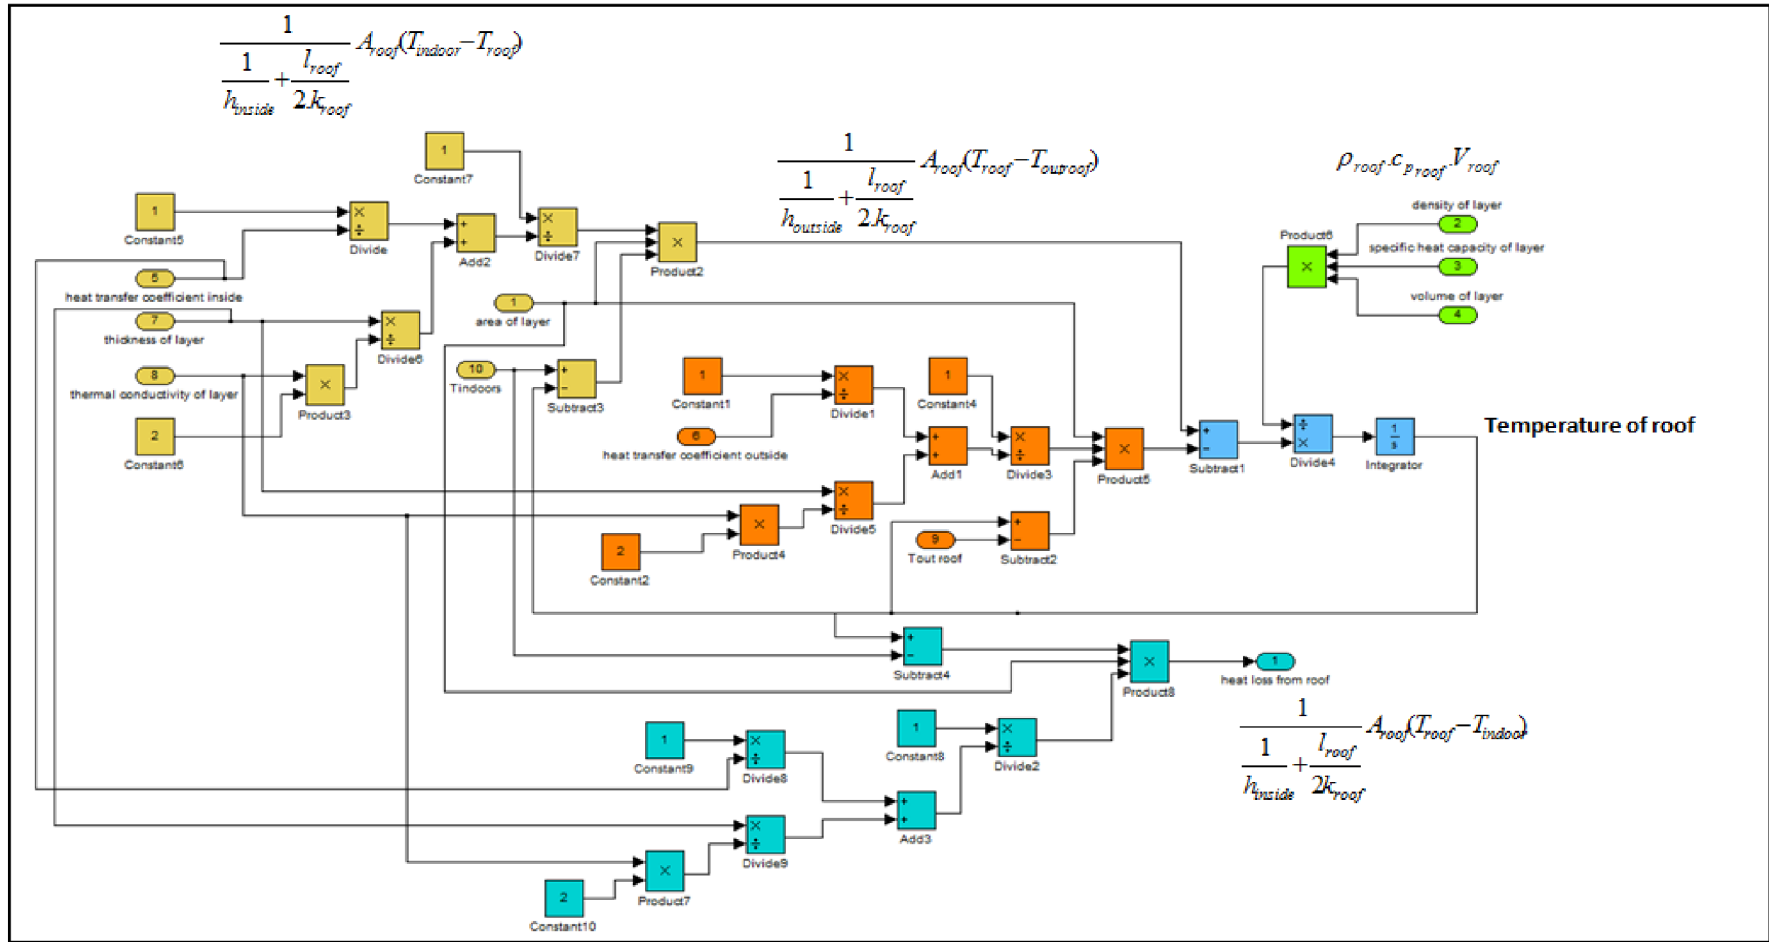 1
1/h_inside + l_roof/2.k_roof A_roof(T_indoor−T_roof)
1
Constant7
1
1/h_outside + l_roof/2.k_roof A_roof(T_roof−T_outroof)
ρ_roof.c_p_roof.V_roof
density of layer
2
Product6
×
specific heat capacity of layer
3
volume of layer
4
1
Constant5
×
÷
Divide
+
+
Add2
×
÷
Divide7
×
Product2
5
heat transfer coefficient inside
7
thickness of layer
×
÷
Divide6
8
thermal conductivity of layer
×
Product3
2
Constant6
1
area of layer
10
Tindoors
+
−
Subtract3
1
Constant1
×
÷
Divide1
1
Constant4
6
heat transfer coefficient outside
+
+
Add1
×
÷
Divide3
×
Product5
+
−
Subtract1
÷
×
Divide4
1
s
Integrator
Temperature of roof
×
÷
Divide5
×
Product4
2
Constant2
9
Tout roof
+
−
Subtract2
+
−
Subtract4
×
Product8
1
heat loss from roof
1
1/h_inside + l_roof/2k_roof A_roof(T_roof−T_indoor)
1
Constant9
×
÷
Divide8
1
Constant8
×
÷
Divide2
+
+
Add3
×
÷
Divide9
×
Product7
2
Constant10